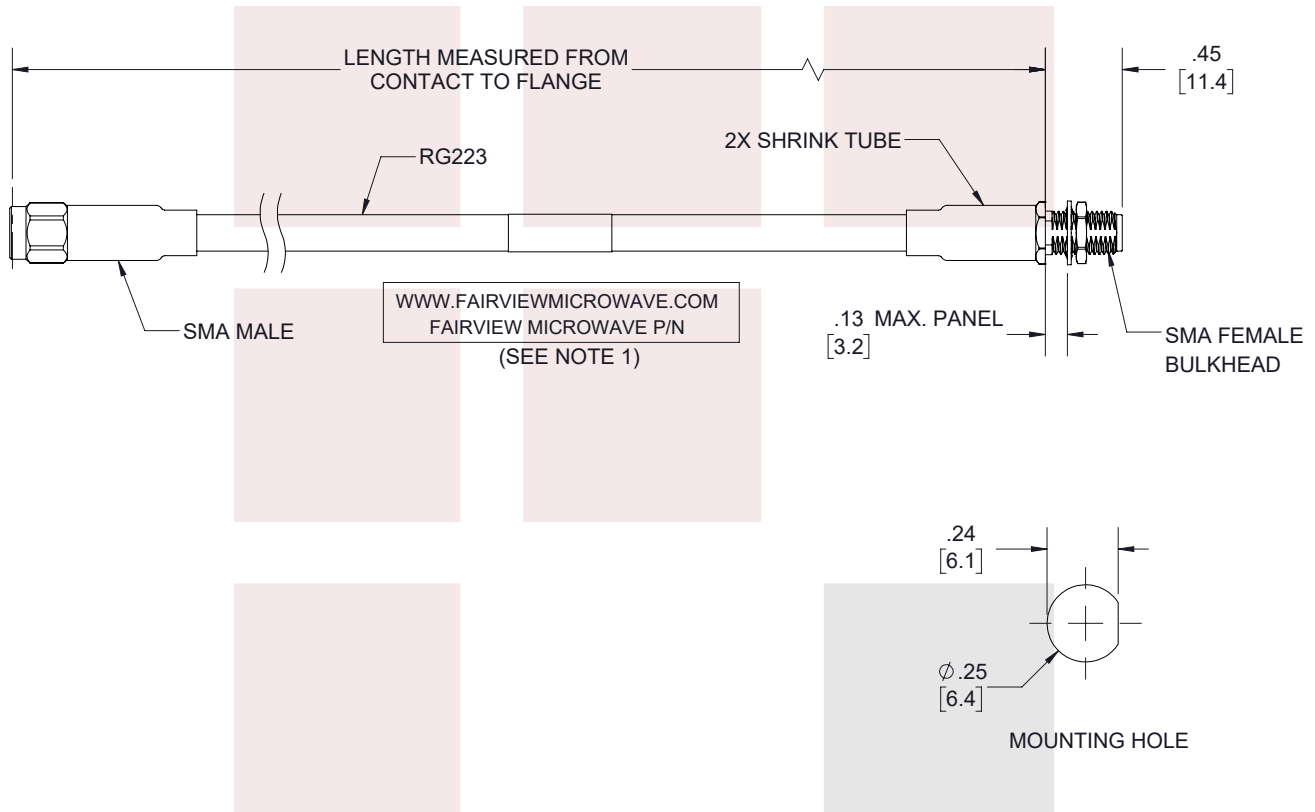 LENGTH MEASURED FROM
CONTACT TO FLANGE
.45
[11.4]
RG223
2X SHRINK TUBE
SMA MALE
WWW.FAIRVIEWMICROWAVE.COM
FAIRVIEW MICROWAVE P/N
(SEE NOTE 1)
.13 MAX. PANEL
[3.2]
SMA FEMALE
BULKHEAD
.24
[6.1]
∅.25
[6.4]
MOUNTING HOLE